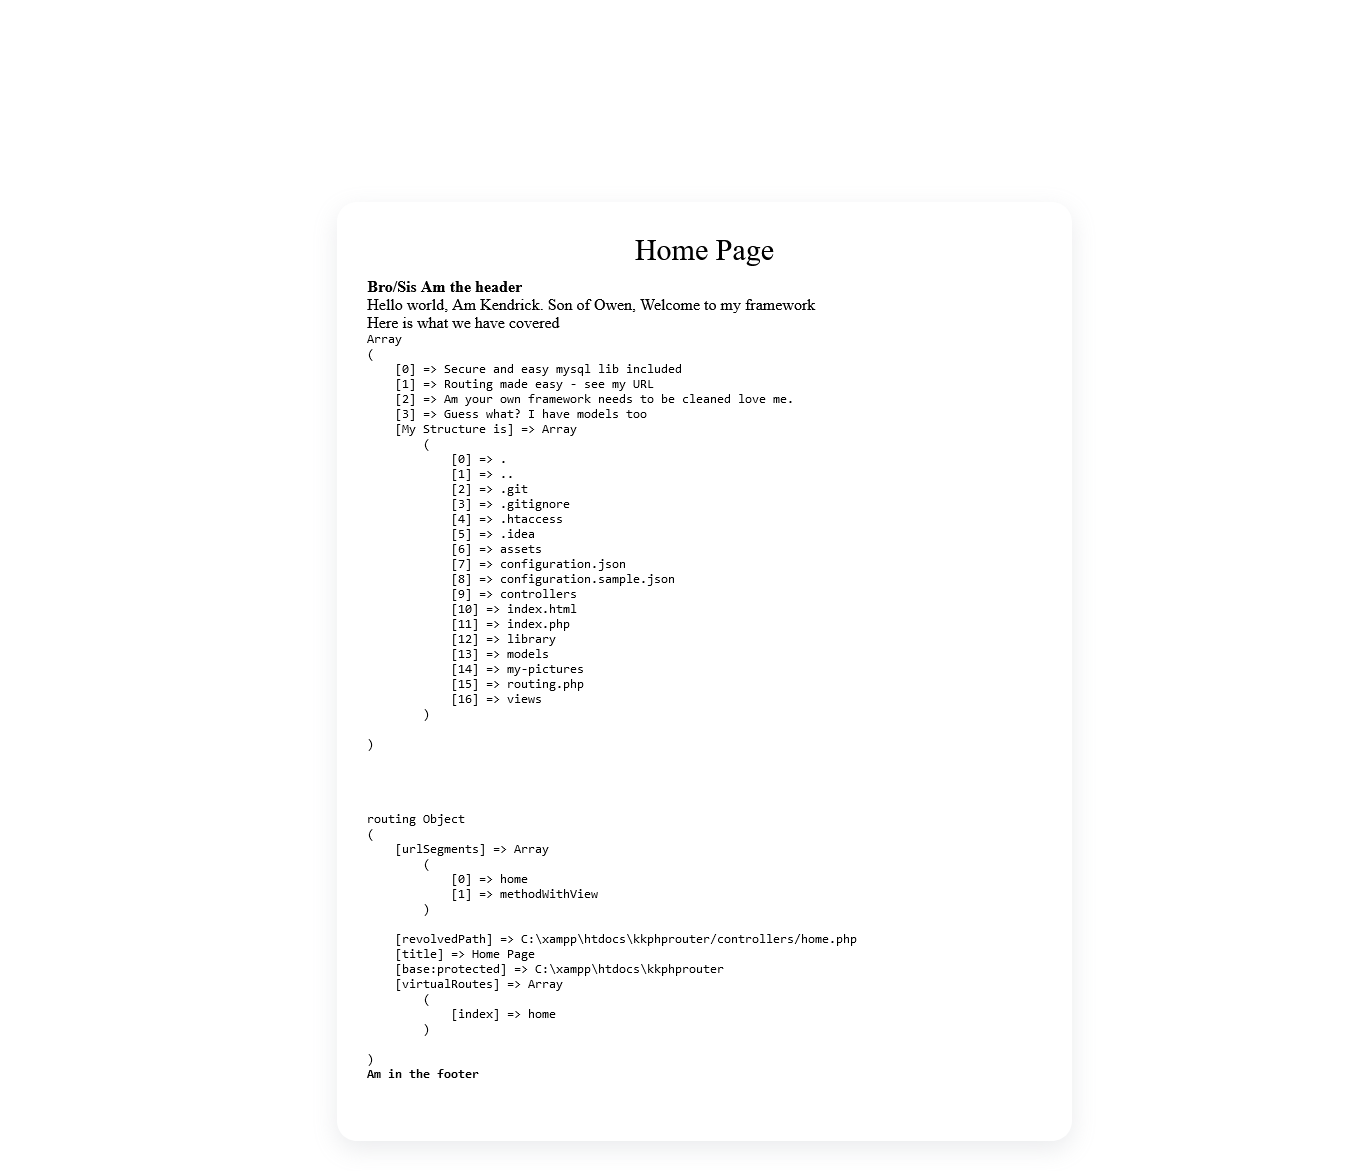 Home Page
Bro/Sis Am the header
Hello world, Am Kendrick. Son of Owen, Welcome to my framework
Here is what we have covered
Array
(
    [0] => Secure and easy mysql lib included
    [1] => Routing made easy - see my URL
    [2] => Am your own framework needs to be cleaned love me.
    [3] => Guess what? I have models too
    [My Structure is] => Array
        (
            [0] => .
            [1] => ..
            [2] => .git
            [3] => .gitignore
            [4] => .htaccess
            [5] => .idea
            [6] => assets
            [7] => configuration.json
            [8] => configuration.sample.json
            [9] => controllers
            [10] => index.html
            [11] => index.php
            [12] => library
            [13] => models
            [14] => my-pictures
            [15] => routing.php
            [16] => views
        )
)
routing Object
(
    [urlSegments] => Array
        (
            [0] => home
            [1] => methodWithView
        )
    [revolvedPath] => C:\xampp\htdocs\kkphprouter/controllers/home.php
    [title] => Home Page
    [base:protected] => C:\xampp\htdocs\kkphprouter
    [virtualRoutes] => Array
        (
            [index] => home
        )
)
Am in the footer